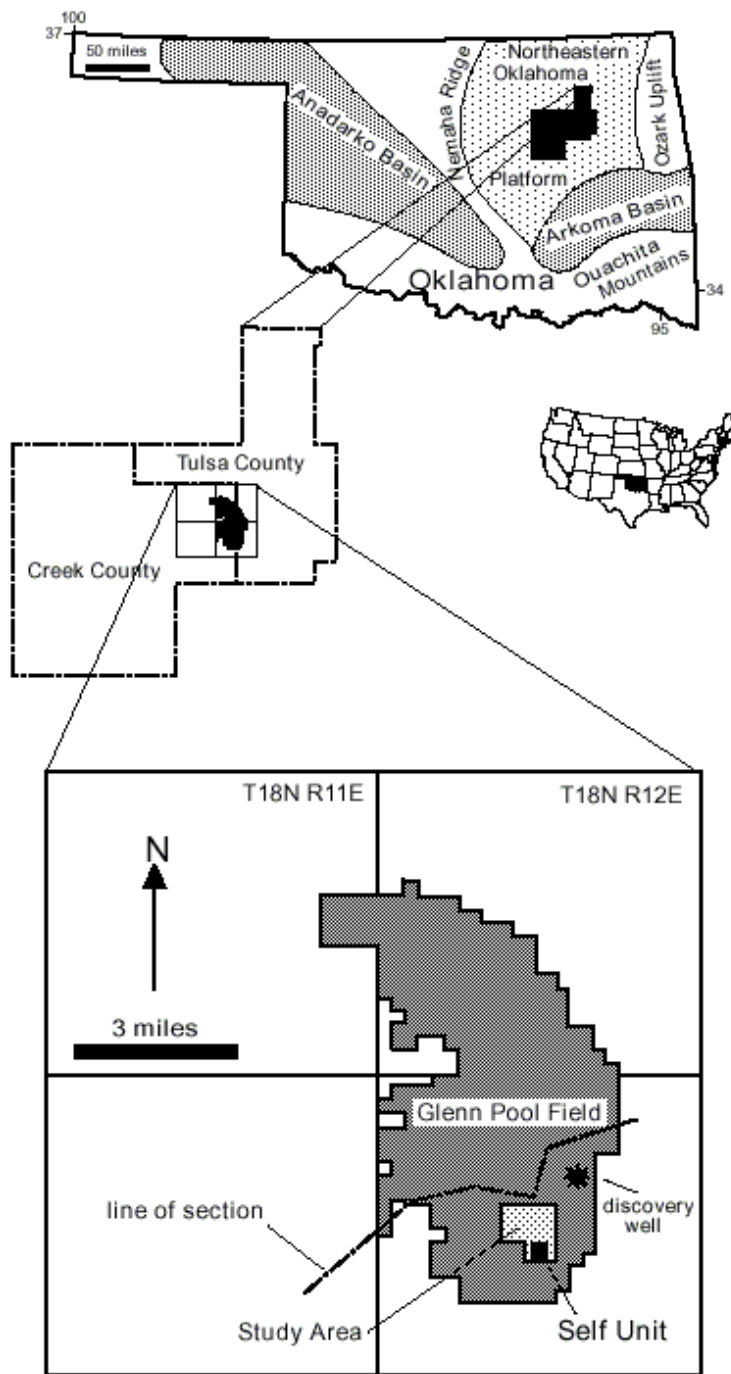 100
37
50 miles
Northeastern
Oklahoma
Nemaha Ridge
Ozark Uplift
Anadarko Basin
Platform
Arkoma Basin
Ouachita
Mountains
Oklahoma
34
95
Tulsa County
Creek County
T18N R11E
T18N R12E
N
3 miles
Glenn Pool Field
line of section
discovery
well
Study Area
Self Unit